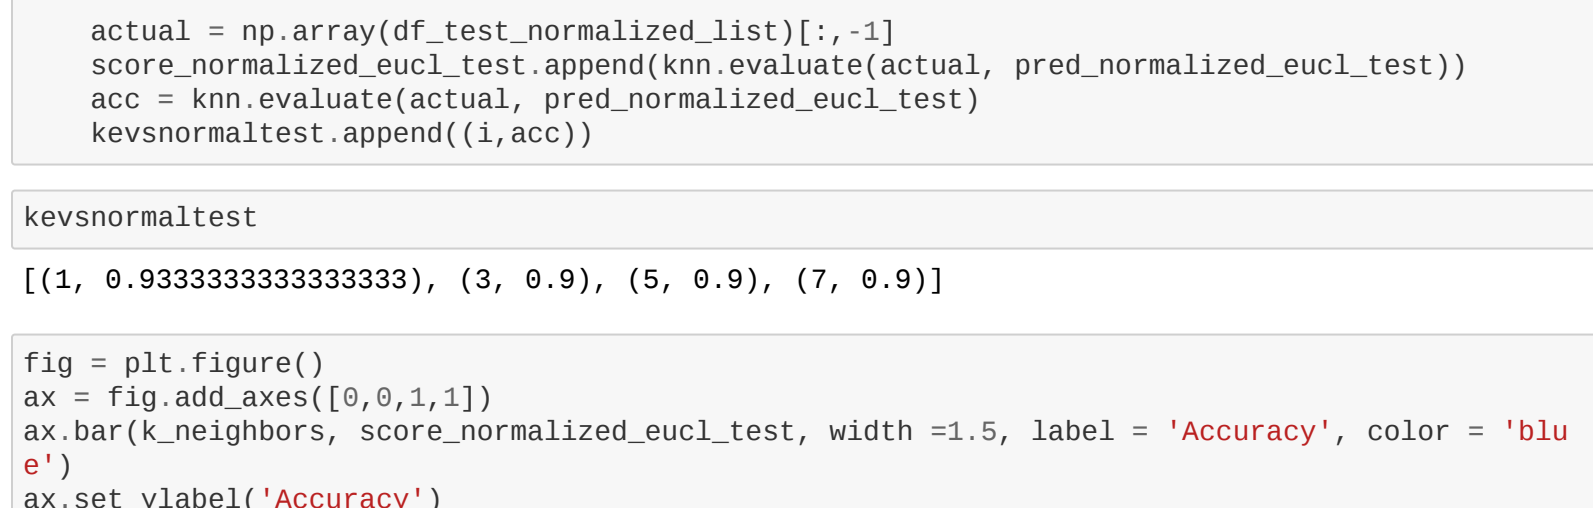 actual = np.array(df_test_normalized_list)[:,-1]
score_normalized_eucl_test.append(knn.evaluate(actual, pred_normalized_eucl_test))
acc = knn.evaluate(actual, pred_normalized_eucl_test)
kevsnormaltest.append((i,acc))
kevsnormaltest
[(1, 0.9333333333333333), (3, 0.9), (5, 0.9), (7, 0.9)]
fig = plt.figure()
ax = fig.add_axes([0,0,1,1])
ax.bar(k_neighbors, score_normalized_eucl_test, width =1.5, label = 'Accuracy', color = 'blu
e')
ax.set_ylabel('Accuracy')